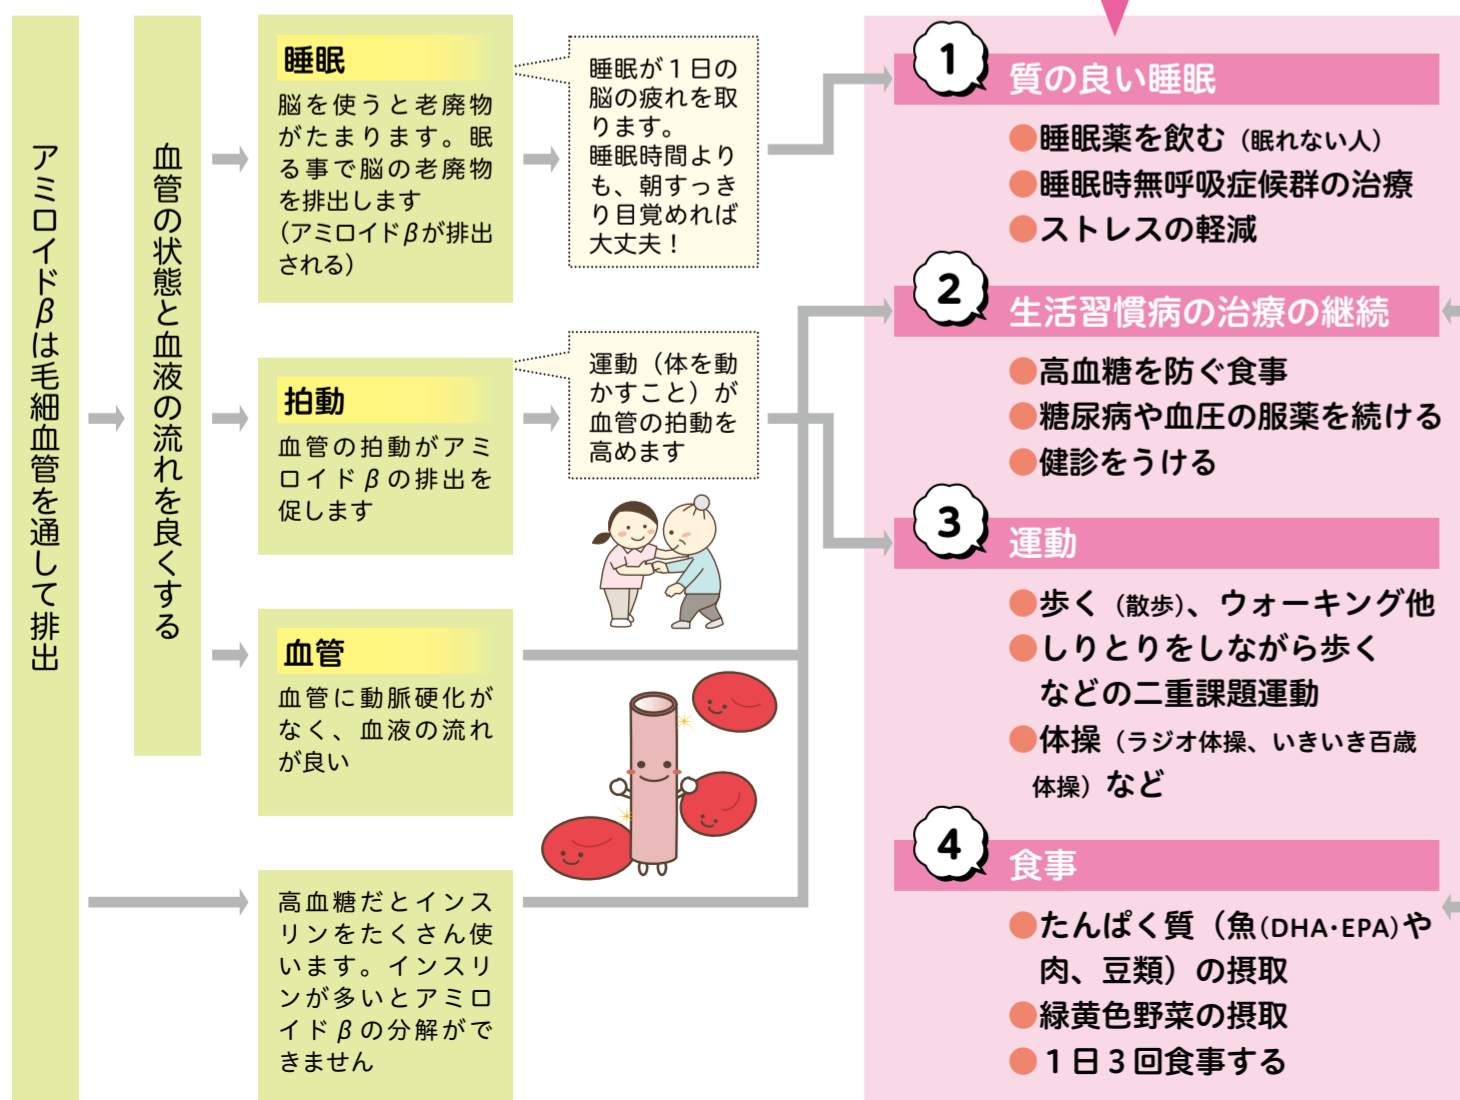 アミロイドβは毛細血管を通して排出
血管の状態と血液の流れを良くする
睡眠
脳を使うと老廃物
がたまります。眠
る事で脳の老廃物
を排出します
（アミロイドβが排出
される）
睡眠が１日の
脳の疲れを取
ります。
睡眠時間より
も、朝すっき
り目覚めれば
大丈夫！
拍動
血管の拍動がアミ
ロイドβの排出を
促します
運動（体を動
かすこと）が
血管の拍動を
高めます
血管
血管に動脈硬化が
なく、血液の流れ
が良い
高血糖だとインス
リンをたくさん使
います。インスリ
ンが多いとアミロ
イドβの分解がで
きません
1
質の良い睡眠
●睡眠薬を飲む（眠れない人）
●睡眠時無呼吸症候群の治療
●ストレスの軽減
2
生活習慣病の治療の継続
●高血糖を防ぐ食事
●糖尿病や血圧の服薬を続ける
●健診をうける
3
運動
●歩く（散歩）、ウォーキング他
●しりとりをしながら歩く
などの二重課題運動
●体操（ラジオ体操、いきいき百歳
体操）など
4
食事
●たんぱく質（魚（DHA・EPA）や
肉、豆類）の摂取
●緑黄色野菜の摂取
●１日３回食事する